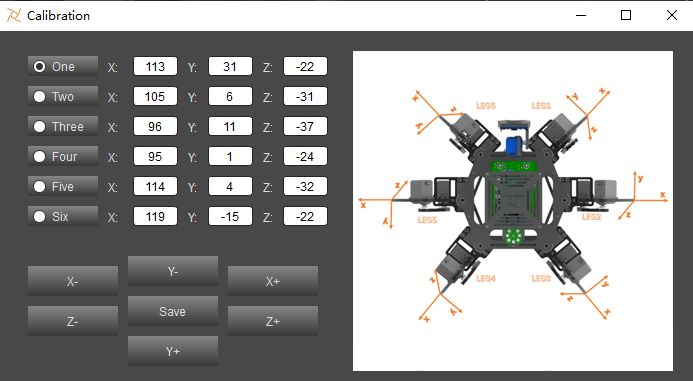 Calibration
One X: 113 Y: 31 Z: -22
Two X: 105 Y: 6 Z: -31
Three X: 96 Y: 11 Z: -37
Four X: 95 Y: 1 Z: -24
Five X: 114 Y: 4 Z: -32
Six X: 119 Y: -15 Z: -22
X- Y- X+
Z- Save Z+
Y+
x z y
LEG6 LEG1
y x z
x z y
LEG5 LEG2
y z x
z y
LEG4 LEG3
x y z x